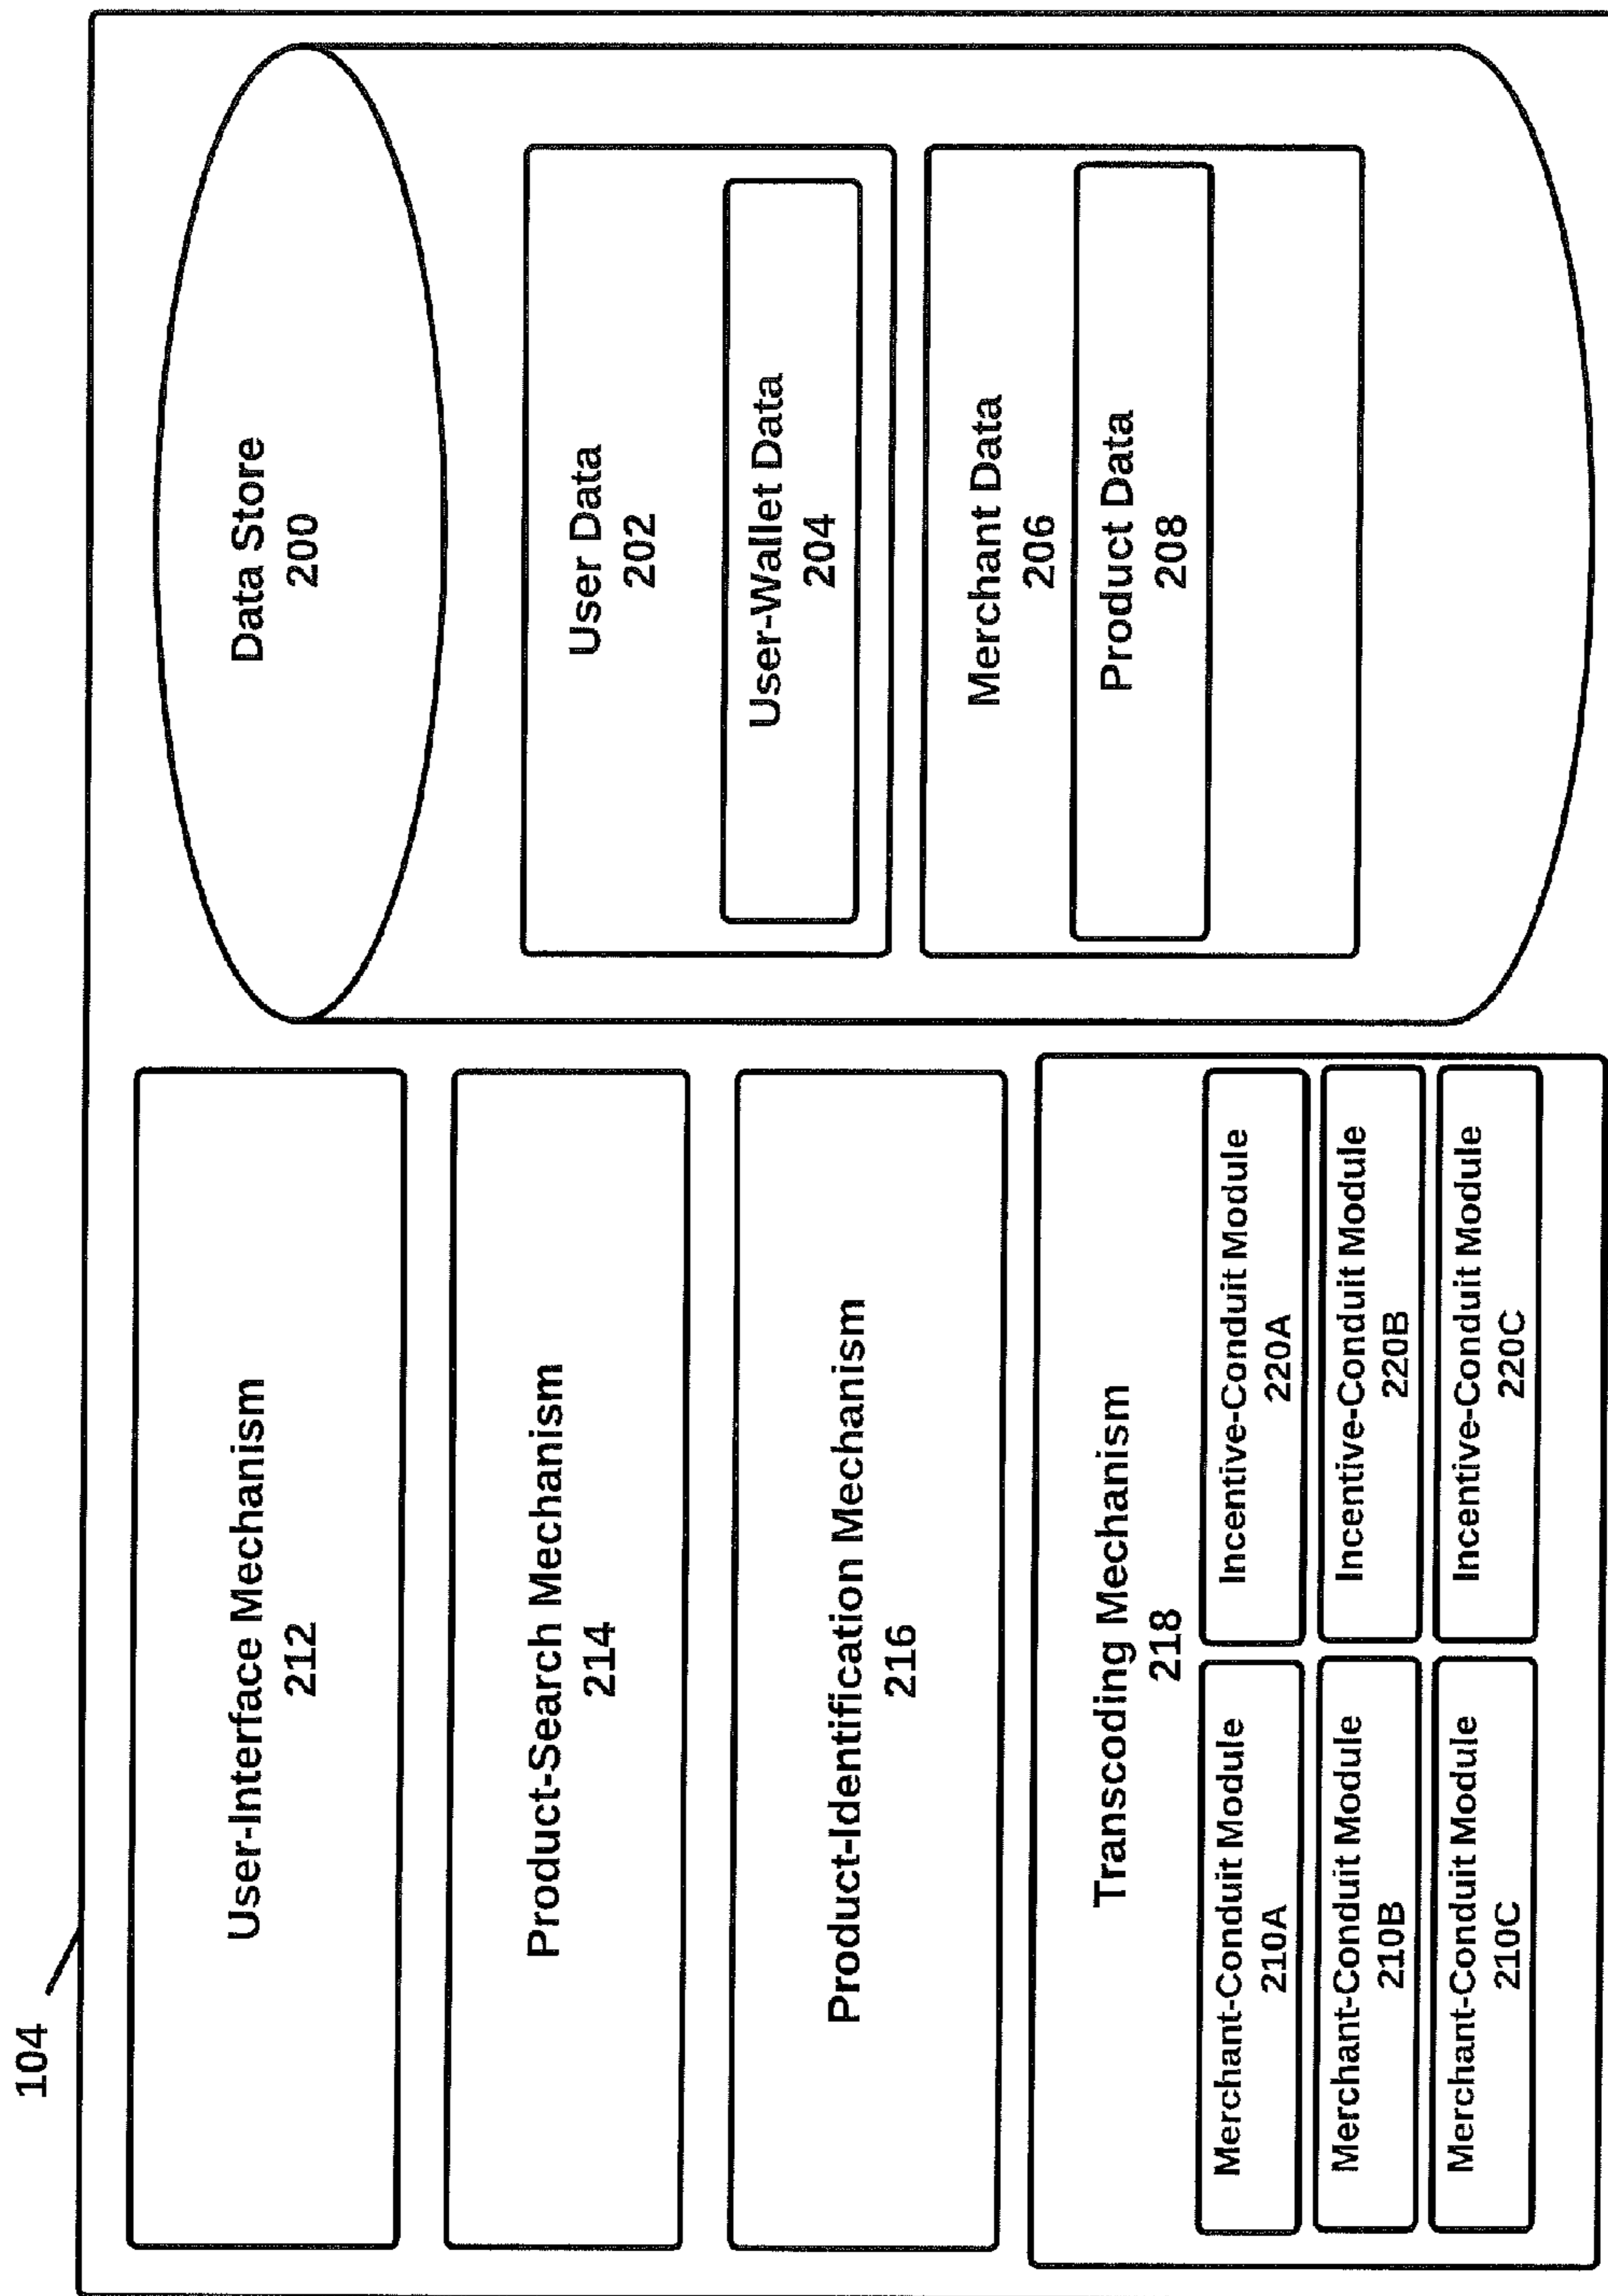 104
User-Interface Mechanism
212
Product-Search Mechanism
214
Product-Identification Mechanism
216
Transcoding Mechanism
218
Merchant-Conduit Module
210A
Merchant-Conduit Module
210B
Merchant-Conduit Module
210C
Incentive-Conduit Module
220A
Incentive-Conduit Module
220B
Incentive-Conduit Module
220C
Data Store
200
User Data
202
User-Wallet Data
204
Merchant Data
206
Product Data
208